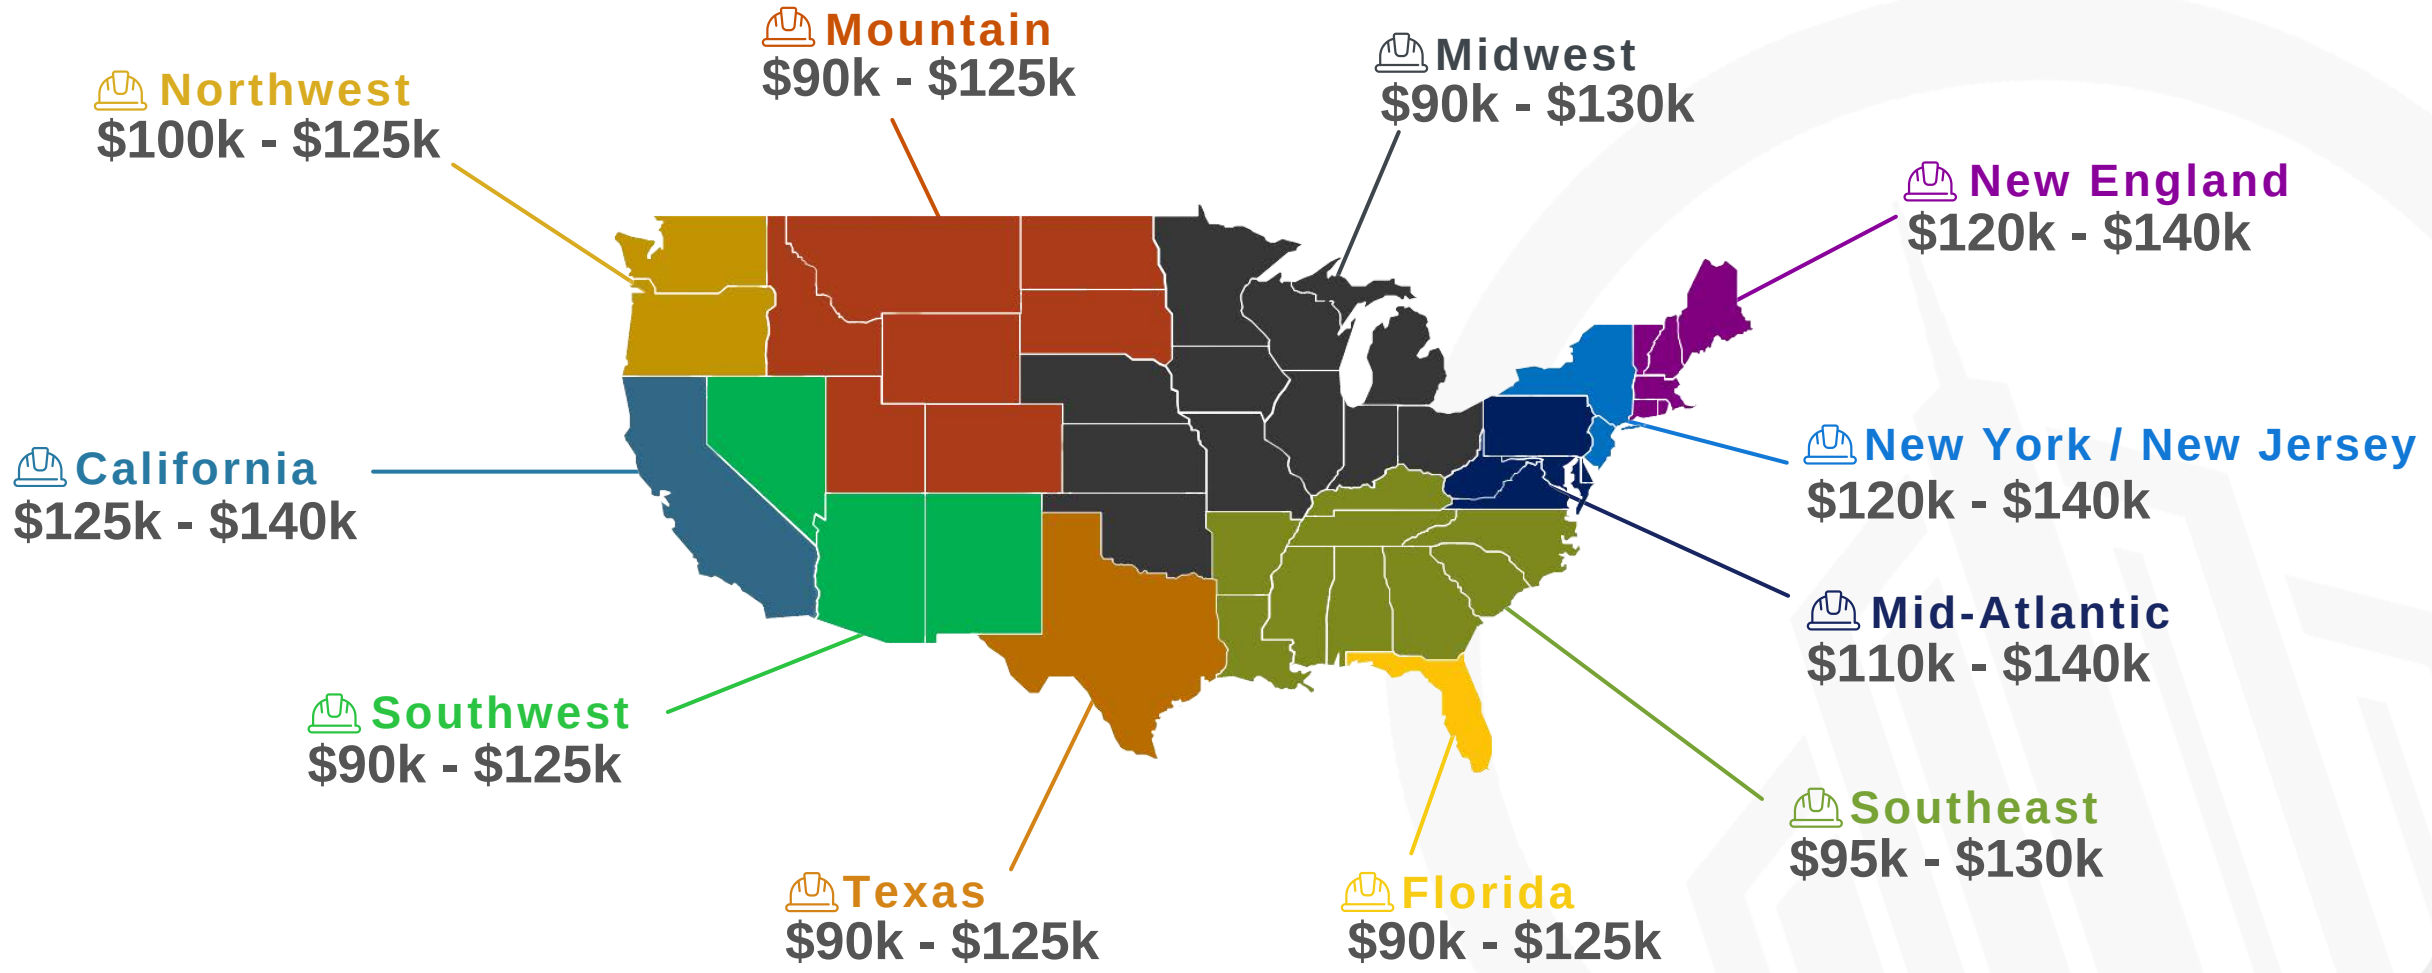 Mountain
$90k - $125k
Midwest
$90k - $130k
Northwest
$100k - $125k
New England
$120k - $140k
California
$125k - $140k
New York / New Jersey
$120k - $140k
Mid-Atlantic
$110k - $140k
Southwest
$90k - $125k
Southeast
$95k - $130k
Texas
$90k - $125k
Florida
$90k - $125k